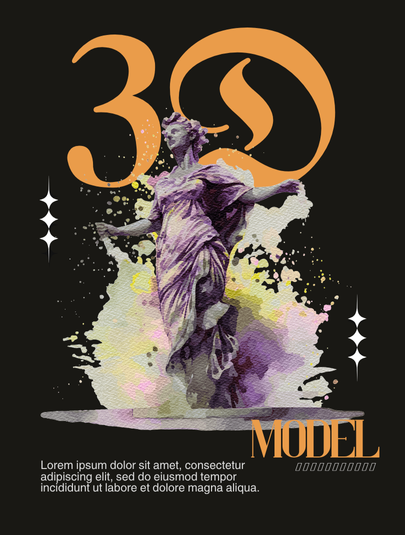 3D
MODEL
Lorem ipsum dolor sit amet, consectetur
adipiscing elit, sed do eiusmod tempor
incididunt ut labore et dolore magna aliqua.